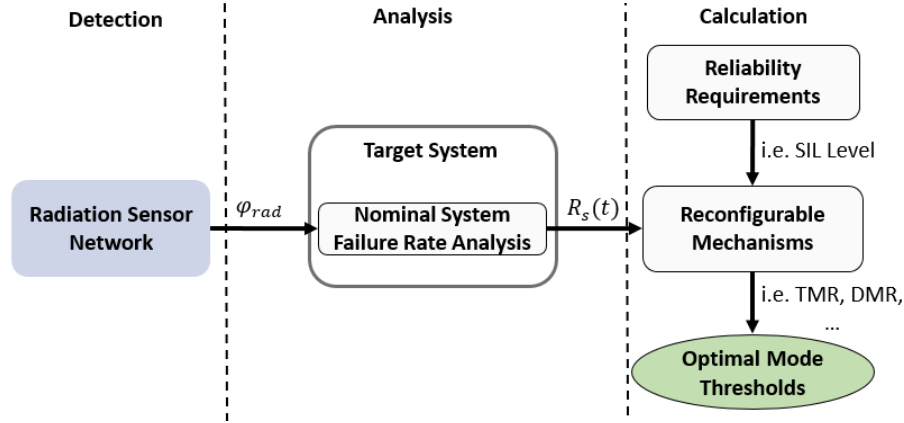 Detection
Analysis
Calculation
Reliability
Requirements
i.e. SIL Level
Target System
Radiation Sensor
Network
φ_rad
Nominal System
Failure Rate Analysis
R_s(t)
Reconfigurable
Mechanisms
i.e. TMR, DMR,
...
Optimal Mode
Thresholds